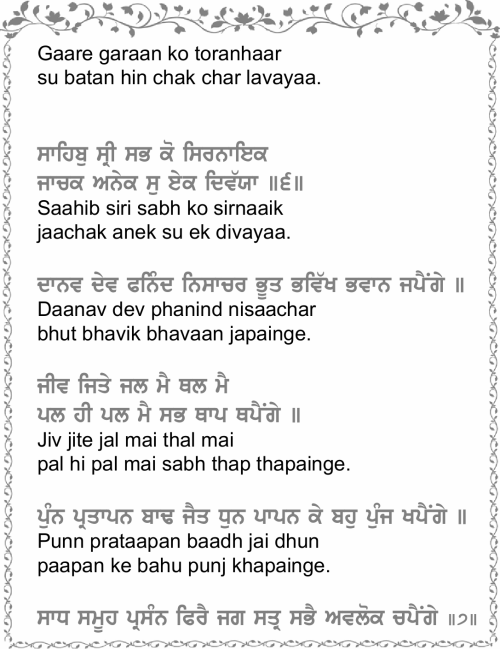 Gaare garaan ko toranhaar
su batan hin chak char lavayaa.
ਸਾਹਿਬੁ ਸ੍ਰੀ ਸਭ ਕੋ ਸਿਰਨਾਇਕ
ਜਾਚਕ ਅਨੇਕ ਸੁ ਏਕ ਦਿਵੱਯਾ ॥੬॥
Saahib siri sabh ko sirnaaik
jaachak anek su ek divayaa.
ਦਾਨਵ ਦੇਵ ਫਨਿੰਦ ਨਿਸਾਚਰ ਭੂਤ ਭਵਿੱਖ ਭਵਾਨ ਜਪੈਂਗੇ ॥
Daanav dev phanind nisaachar
bhut bhavik bhavaan japainge.
ਜੀਵ ਜਿਤੇ ਜਲ ਮੈ ਥਲ ਮੈ
ਪਲ ਹੀ ਪਲ ਮੈ ਸਭ ਥਾਪ ਥਪੈਂਗੇ ॥
Jiv jite jal mai thal mai
pal hi pal mai sabh thap thapainge.
ਪੁੰਨ ਪ੍ਰਤਾਪਨ ਬਾਢ ਜੈਤ ਧੁਨ ਪਾਪਨ ਕੇ ਬਹੁ ਪੁੰਜ ਖਪੈਂਗੇ ॥
Punn prataapan baadh jai dhun
paapan ke bahu punj khapainge.
ਸਾਧ ਸਮੂਹ ਪ੍ਰਸੰਨ ਫਿਰੈ ਜਗ ਸਤ੍ਰ ਸਭੈ ਅਵਲੋਕ ਚਪੈਂਗੇ ॥੭॥